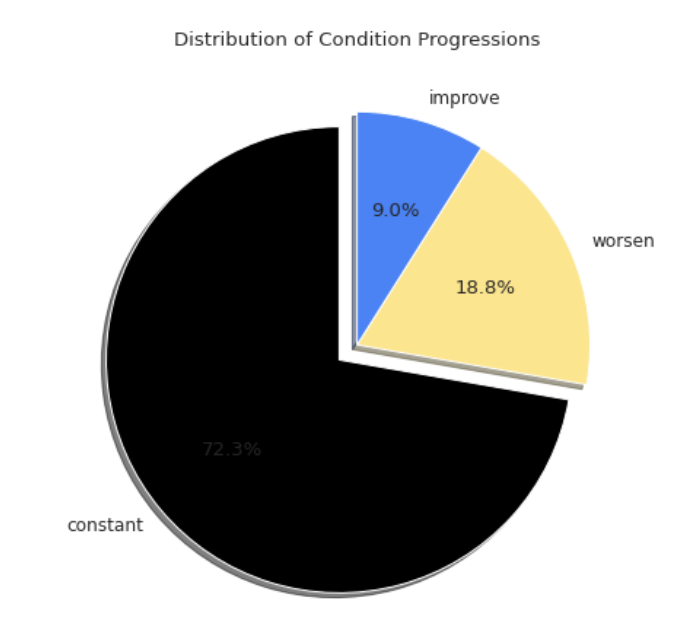 Distribution of Condition Progressions
improve
9.0%
worsen
18.8%
72.3%
constant